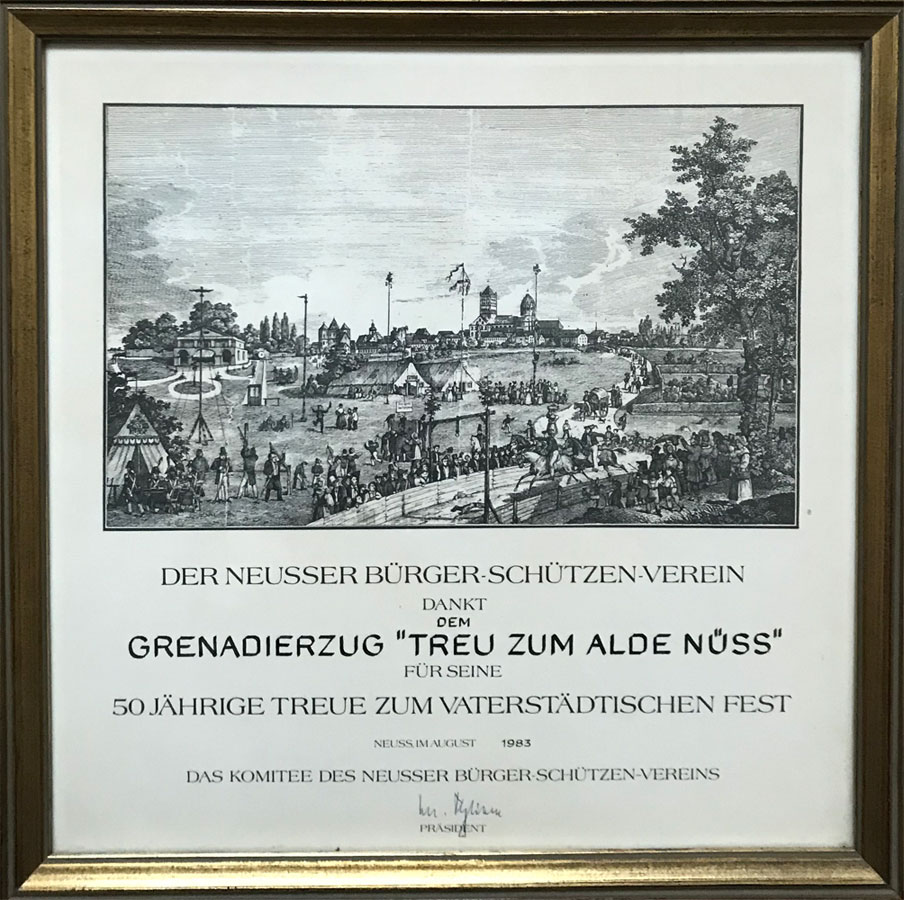 DER NEUSSER BÜRGER-SCHÜTZEN-VEREIN
DANKT
DEM
GRENADIERZUG "TREU ZUM ALDE NÜSS"
FÜR SEINE
50 JÄHRIGE TREUE ZUM VATERSTÄDTISCHEN FEST
NEUSS, IM AUGUST 1983
DAS KOMITEE DES NEUSSER BÜRGER-SCHÜTZEN-VEREINS
PRÄSIDENT